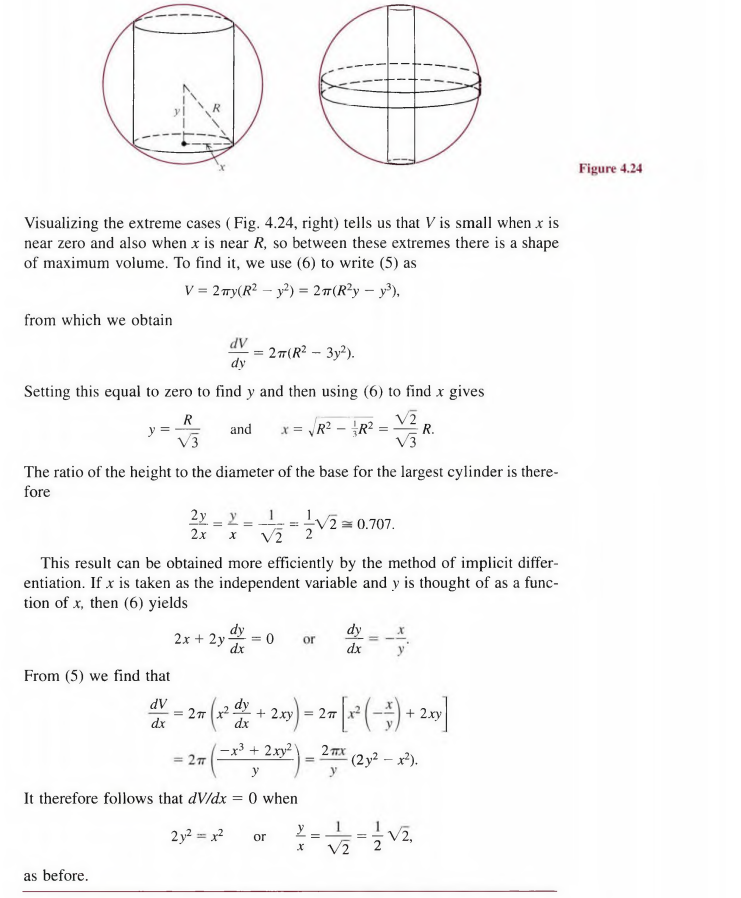 y
R
x
Figure 4.24
Visualizing the extreme cases (Fig. 4.24, right) tells us that V is small when x is
near zero and also when x is near R, so between these extremes there is a shape
of maximum volume. To find it, we use (6) to write (5) as
V = 2πy(R² − y²) = 2π(R²y − y³),
from which we obtain
dV/dy = 2π(R² − 3y²).
Setting this equal to zero to find y and then using (6) to find x gives
y = R/√3 and x = √(R² − ⅓R²) = √2/√3 R.
The ratio of the height to the diameter of the base for the largest cylinder is there-
fore
2y/2x = y/x = 1/√2 = 1/2 √2 ≅ 0.707.
This result can be obtained more efficiently by the method of implicit differ-
entiation. If x is taken as the independent variable and y is thought of as a func-
tion of x, then (6) yields
2x + 2y dy/dx = 0 or dy/dx = −x/y.
From (5) we find that
dV/dx = 2π(x² dy/dx + 2xy) = 2π[x²(−x/y) + 2xy]
= 2π((−x³ + 2xy²)/y) = 2πx/y (2y² − x²).
It therefore follows that dV/dx = 0 when
2y² = x² or y/x = 1/√2 = 1/2 √2,
as before.